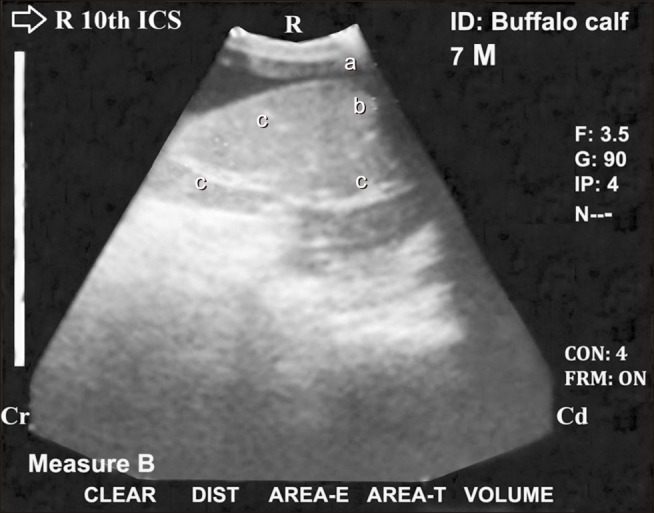 R 10th ICS
R
ID: Buffalo calf
7 M
a
b
c
c
c
F: 3.5
G: 90
IP: 4
N---
CON: 4
FRM: ON
Cr
Cd
Measure B
CLEAR DIST AREA-E AREA-T VOLUME